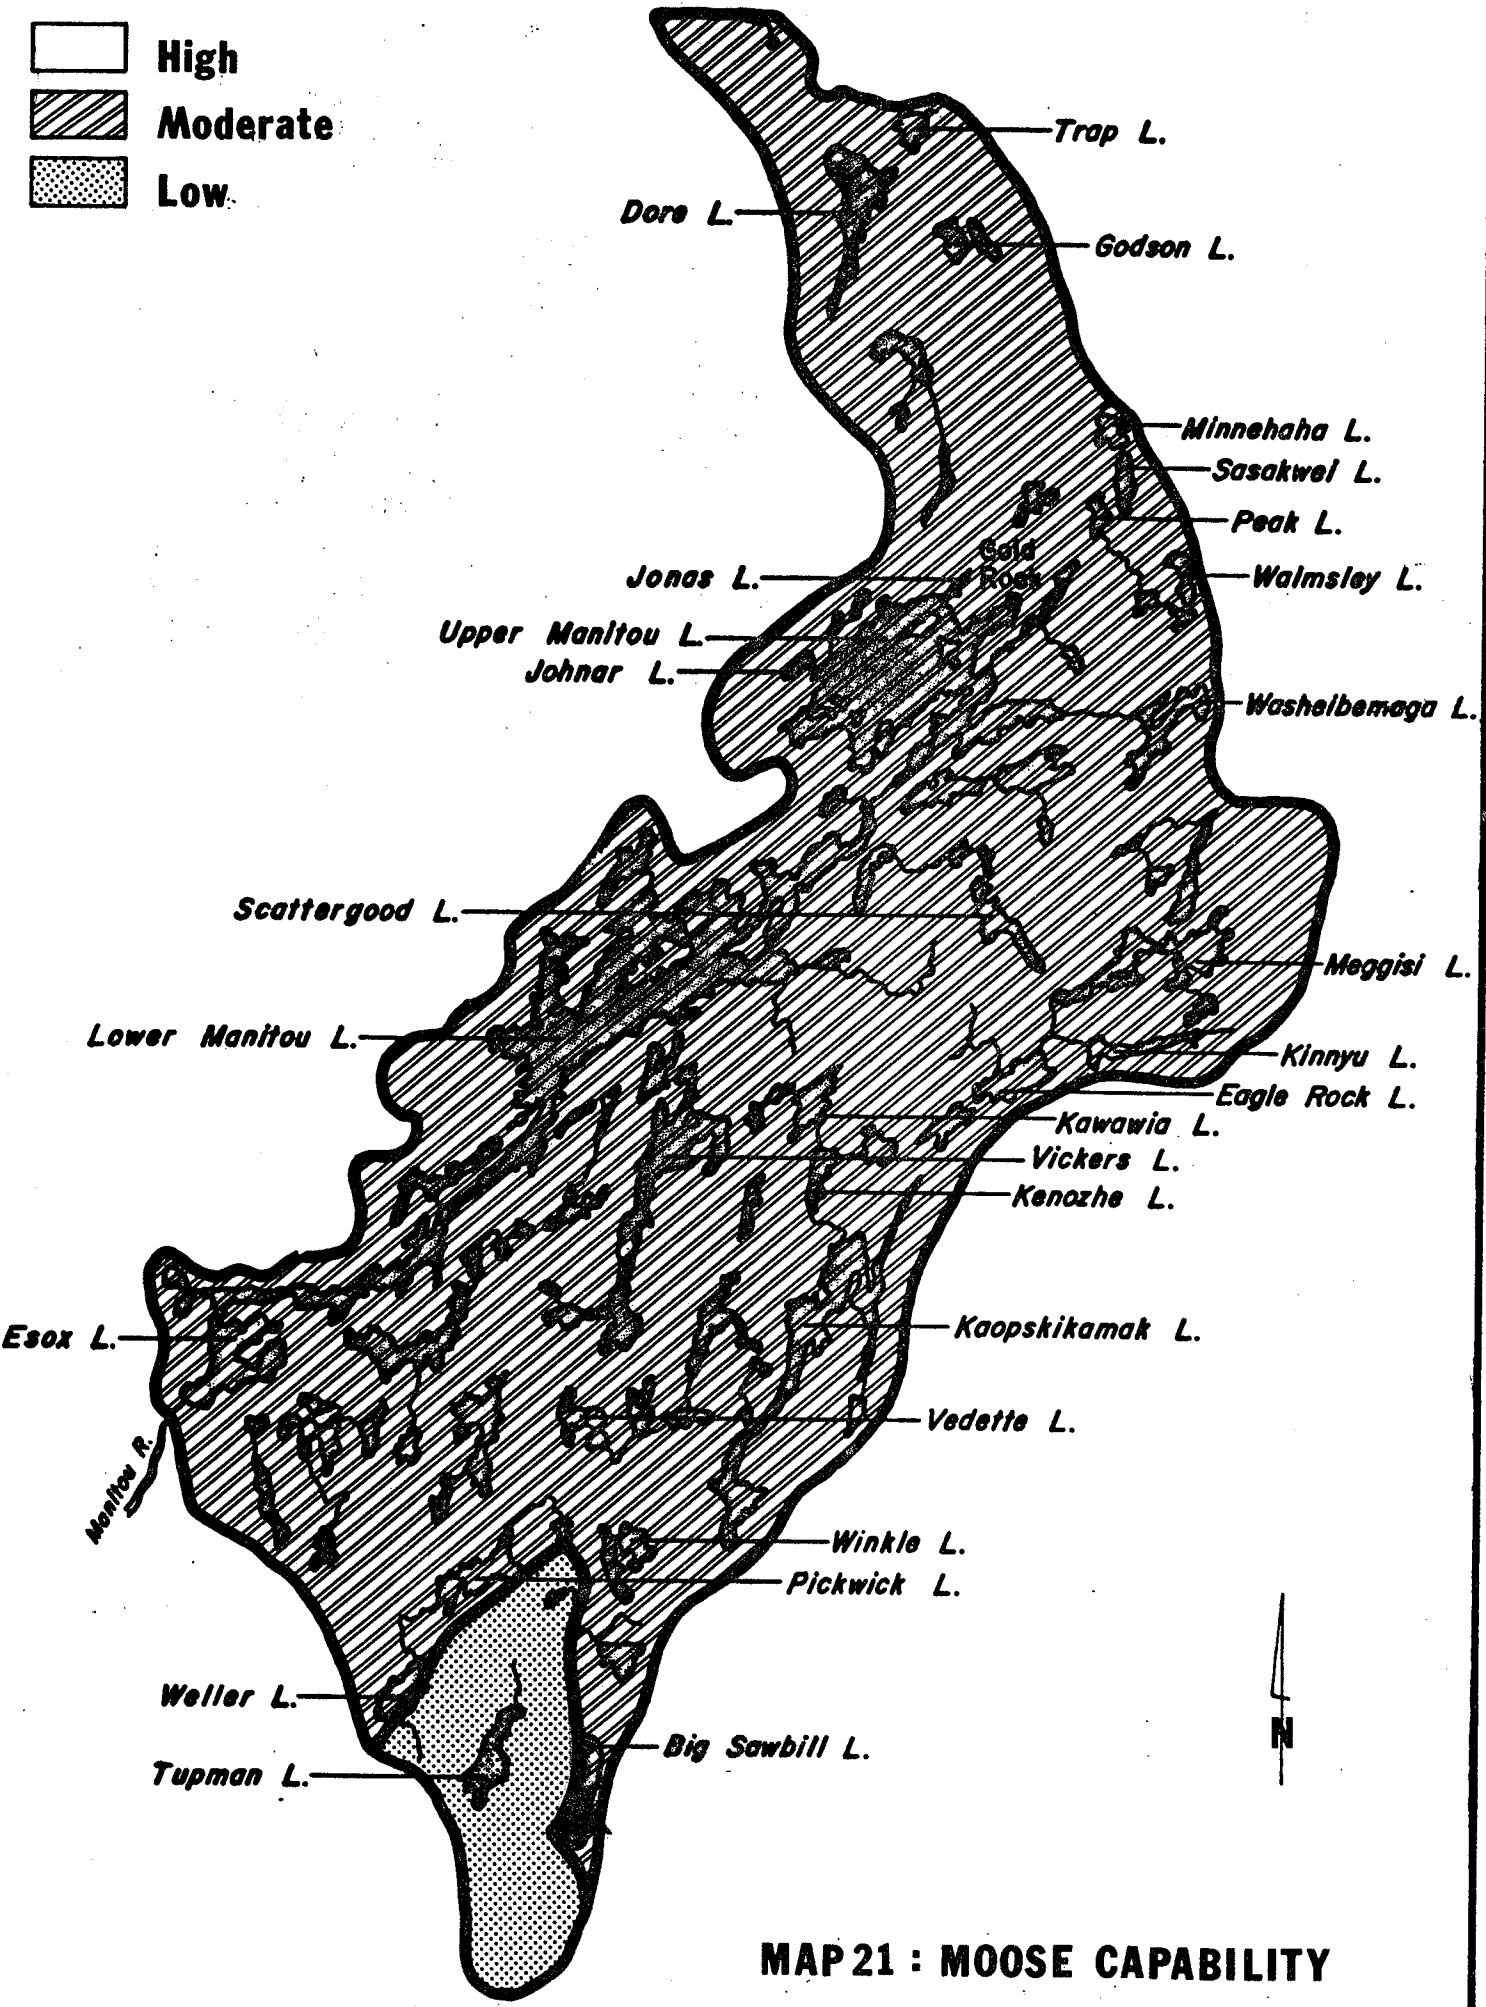 High
Moderate
Low
Trap L.
Dore L.
Godson L.
Minnehaha L.
Sasakwei L.
Peak L.
Gold
Rock
Jonas L.
Walmsley L.
Upper Manitou L.
Johnar L.
Washeibemaga L.
Scattergood L.
Meggisi L.
Lower Manitou L.
Kinnyu L.
Eagle Rock L.
Kawawia L.
Vickers L.
Kenozhe L.
Esox L.
Kaopskikamak L.
Vedette L.
Manitou R.
Winkle L.
Pickwick L.
Weller L.
Big Sawbill L.
Tupman L.
N
MAP 21 : MOOSE CAPABILITY